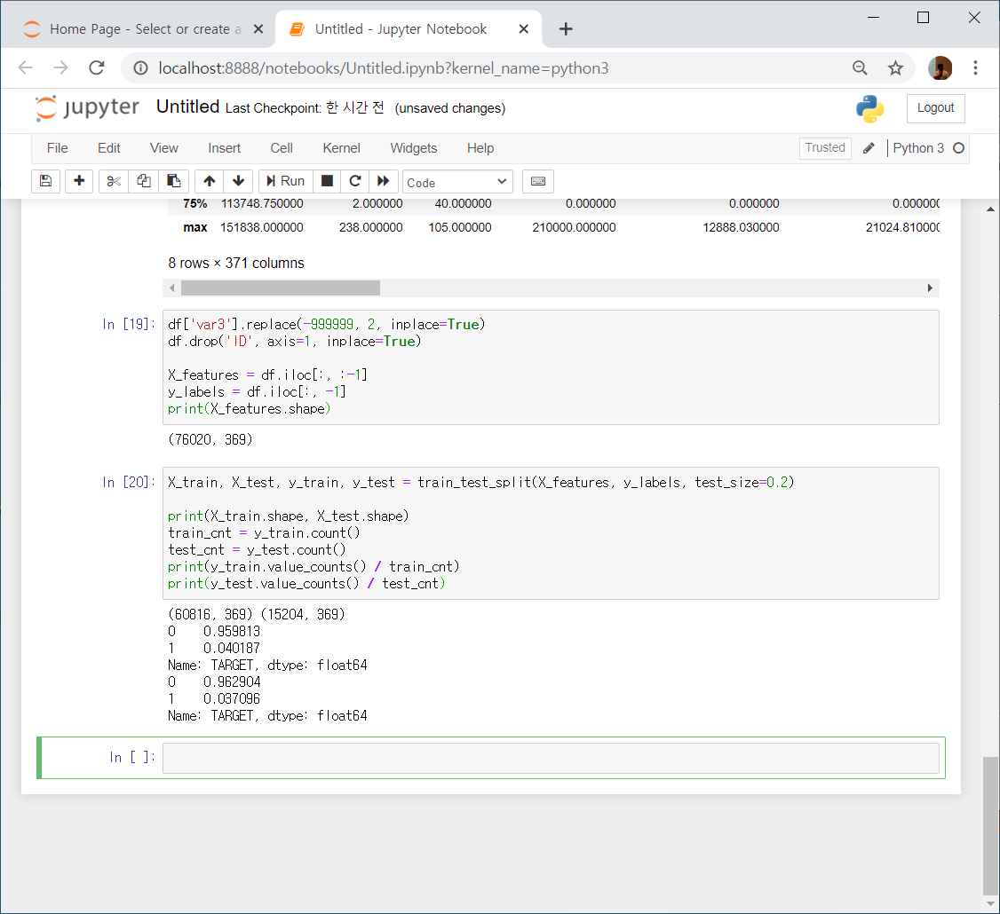 Home Page - Select or create a
Untitled - Jupyter Notebook
localhost:8888/notebooks/Untitled.ipynb?kernel_name=python3
jupyter Untitled Last Checkpoint: 한 시간 전 (unsaved changes)
Logout
File Edit View Insert Cell Kernel Widgets Help
Trusted Python 3
Run Code
75% 113748.750000 2.000000 40.000000 0.000000 0.000000 0.000000
max 151838.000000 238.000000 105.000000 210000.000000 12888.030000 21024.810000
8 rows × 371 columns
In [19]: df['var3'].replace(-999999, 2, inplace=True)
df.drop('ID', axis=1, inplace=True)
X_features = df.iloc[:, :-1]
y_labels = df.iloc[:, -1]
print(X_features.shape)
(76020, 369)
In [20]: X_train, X_test, y_train, y_test = train_test_split(X_features, y_labels, test_size=0.2)
print(X_train.shape, X_test.shape)
train_cnt = y_train.count()
test_cnt = y_test.count()
print(y_train.value_counts() / train_cnt)
print(y_test.value_counts() / test_cnt)
(60816, 369) (15204, 369)
0 0.959813
1 0.040187
Name: TARGET, dtype: float64
0 0.962904
1 0.037096
Name: TARGET, dtype: float64
In [ ]: